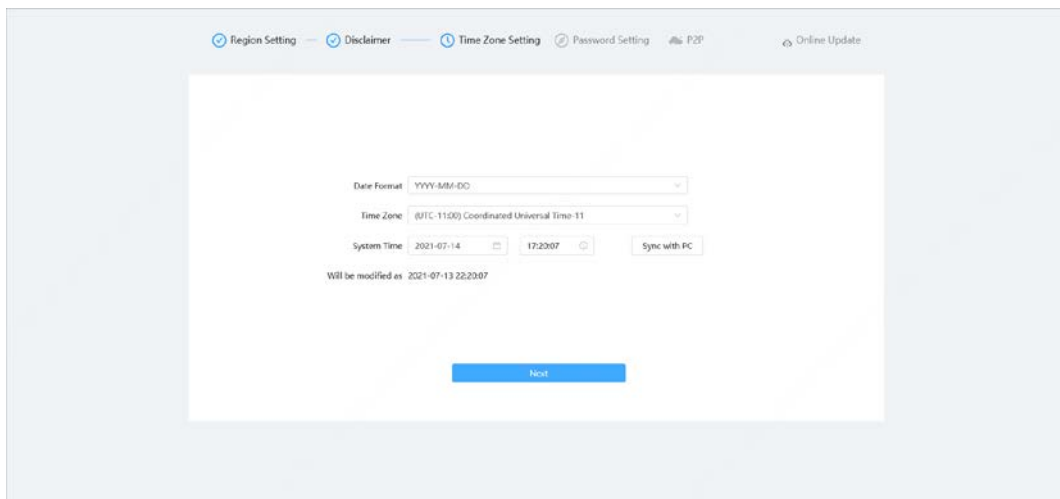 Region Setting Disclaimer Time Zone Setting Password Setting P2P Online Update
Date Format YYYY-MM-DD
Time Zone (UTC-11:00) Coordinated Universal Time-11
System Time 2021-07-14 17:20:07 Sync with PC
Will be modified as 2021-07-13 22:20:07
Next